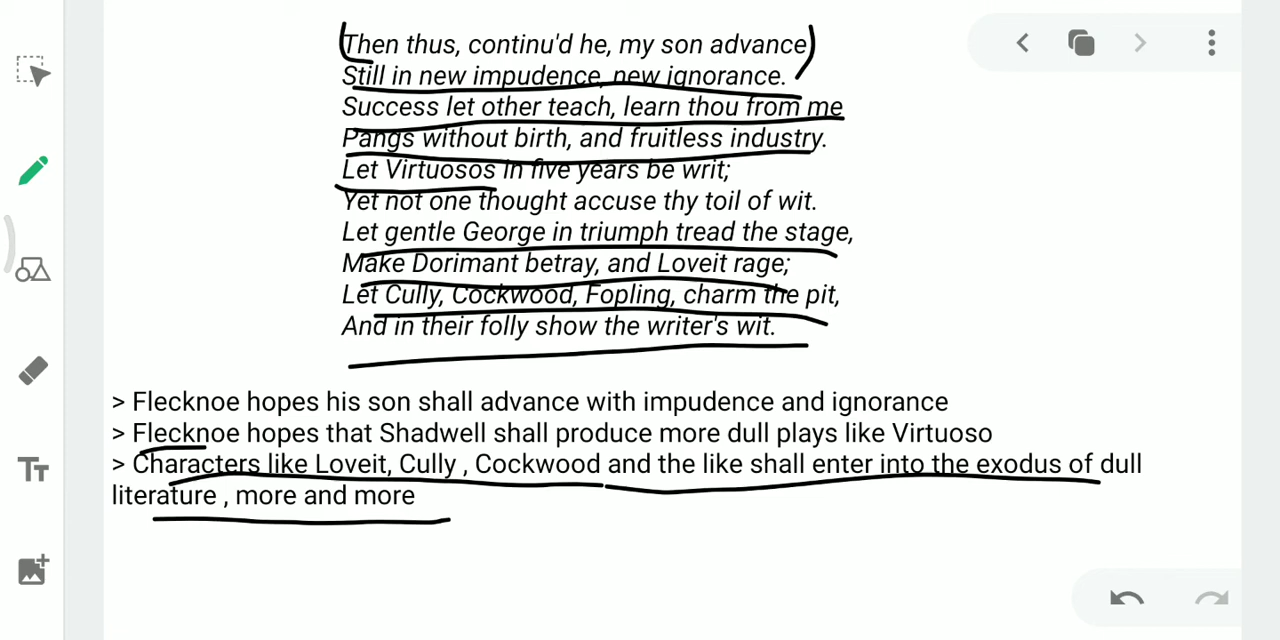 Then thus, continu'd he, my son advance
Still in new impudence, new ignorance.
Success let other teach, learn thou from me
Pangs without birth, and fruitless industry.
Let Virtuosos in five years be writ;
Yet not one thought accuse thy toil of wit.
Let gentle George in triumph tread the stage,
Make Dorimant betray, and Loveit rage;
Let Cully, Cockwood, Fopling, charm the pit,
And in their folly show the writer's wit.
> Flecknoe hopes his son shall advance with impudence and ignorance
> Flecknoe hopes that Shadwell shall produce more dull plays like Virtuoso
> Characters like Loveit, Cully , Cockwood and the like shall enter into the exodus of dull
literature , more and more